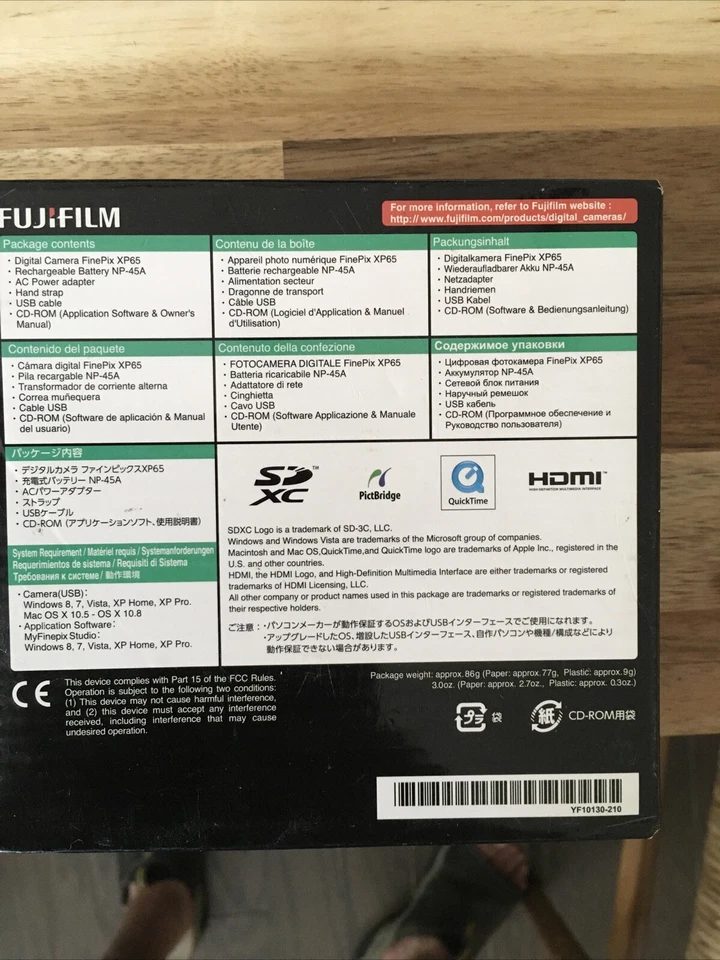 FUJIFILM
For more information, refer to Fujifilm website :
http://www.fujifilm.com/products/digital_cameras/
Package contents
・Digital Camera FinePix XP65
・Rechargeable Battery NP-45A
・AC Power adapter
・Hand strap
・USB cable
・CD-ROM (Application Software & Owner's
Manual)
Contenu de la boîte
・Appareil photo numérique FinePix XP65
・Batterie rechargeable NP-45A
・Alimentation secteur
・Dragonne de transport
・Câble USB
・CD-ROM (Logiciel d'Application & Manuel
d'Utilisation)
Packungsinhalt
・Digitalkamera FinePix XP65
・Wiederaufladbarer Akku NP-45A
・Netzadapter
・Handriemen
・USB Kabel
・CD-ROM (Software & Bedienungsanleitung)
Contenido del paquete
・Cámara digital FinePix XP65
・Pila recargable NP-45A
・Transformador de corriente alterna
・Correa muñequera
・Cable USB
・CD-ROM (Software de aplicación & Manual
del usuario)
Contenuto della confezione
・FOTOCAMERA DIGITALE FinePix XP65
・Batteria ricaricabile NP-45A
・Adattatore di rete
・Cinghietta
・Cavo USB
・CD-ROM (Software Applicazione & Manuale
Utente)
Содержимое упаковки
・Цифровая фотокамера FinePix XP65
・Аккумулятор NP-45A
・Сетевой блок питания
・Наручный ремешок
・USB кабель
・CD-ROM (Программное обеспечение и
Руководство пользователя)
パッケージ内容
・デジタルカメラ ファインピックスXP65
・充電式バッテリー NP-45A
・ACパワーアダプター
・ストラップ
・USBケーブル
・CD-ROM (アプリケーションソフト、使用説明書)
System Requirement / Matériel requis / Systemanforderungen
Requerimientos de sistema / Requisiti di Sistema
Требования к системе / 動作環境
・Camera(USB):
Windows 8, 7, Vista, XP Home, XP Pro.
Mac OS X 10.5 - OS X 10.8
・Application Software:
MyFinepix Studio:
Windows 8, 7, Vista, XP Home, XP Pro.
SD XC ™
PictBridge
QuickTime
HDMI™
HIGH-DEFINITION MULTIMEDIA INTERFACE
SDXC Logo is a trademark of SD-3C, LLC.
Windows and Windows Vista are trademarks of the Microsoft group of companies.
Macintosh and Mac OS,QuickTime,and QuickTime logo are trademarks of Apple Inc., registered in the
U.S. and other countries.
HDMI, the HDMI Logo, and High-Definition Multimedia Interface are either trademarks or registered
trademarks of HDMI Licensing, LLC.
All other company or product names used in this package are trademarks or registered trademarks of
their respective holders.
ご注意：・パソコンメーカーが動作保証するOSおよびUSBインターフェースでご使用になれます。
・アップグレードしたOS、増設したUSBインターフェース、自作パソコンや機種/構成などにより
動作保証できない場合があります。
CE
This device complies with Part 15 of the FCC Rules.
Operation is subject to the following two conditions:
(1) This device may not cause harmful interference,
and (2) this device must accept any interference
received, including interference that may cause
undesired operation.
Package weight: approx. 86g (Paper: approx.77g, Plastic: approx.9g)
3.0oz. (Paper: approx. 2.7oz., Plastic: approx. 0.3oz.)
プラ 袋
紙 CD-ROM用袋
YF10130-210